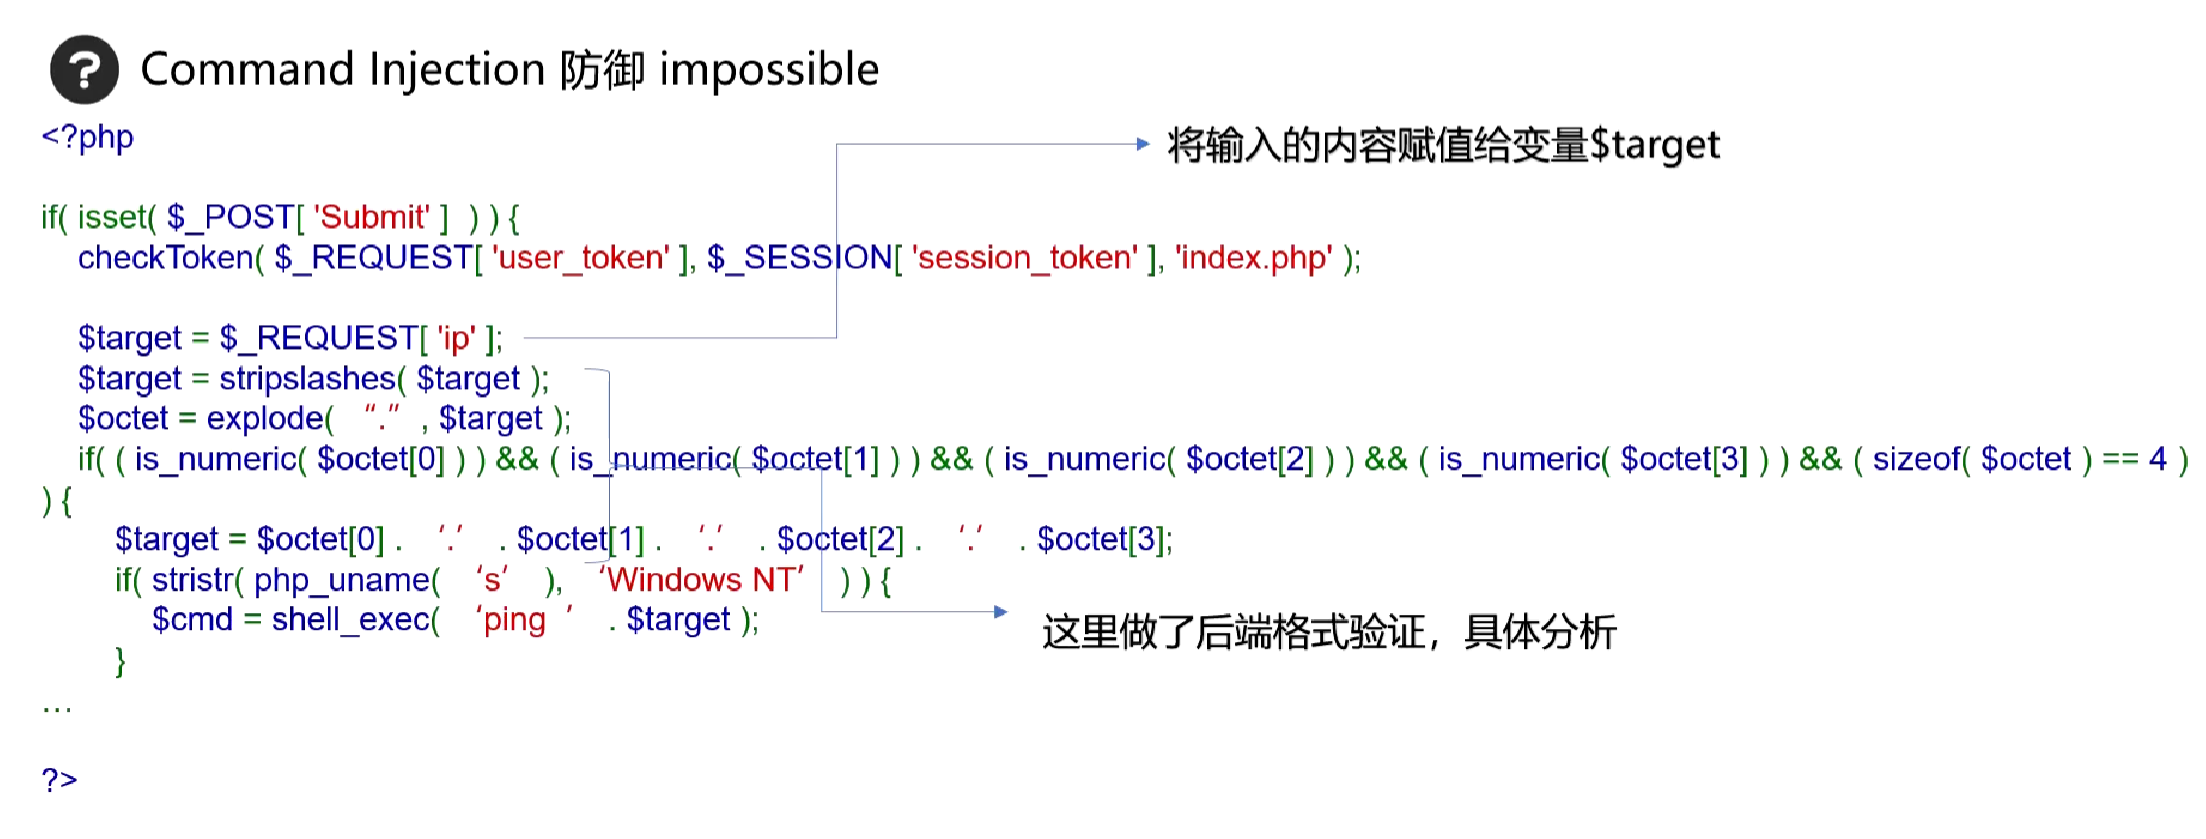 ? Command Injection 防御 impossible
<?php
将输入的内容赋值给变量$target
if( isset( $_POST[ 'Submit' ]  ) ) {
checkToken( $_REQUEST[ 'user_token' ], $_SESSION[ 'session_token' ], 'index.php' );
$target = $_REQUEST[ 'ip' ];
$target = stripslashes( $target );
$octet = explode( “.” , $target );
if( ( is_numeric( $octet[0] ) ) && ( is_numeric( $octet[1] ) ) && ( is_numeric( $octet[2] ) ) && ( is_numeric( $octet[3] ) ) && ( sizeof( $octet ) == 4 )
) {
$target = $octet[0] . ‘.’ . $octet[1] . ‘.’ . $octet[2] . ‘.’ . $octet[3];
if( stristr( php_uname( ‘s’ ), ‘Windows NT’ ) ) {
$cmd = shell_exec( ‘ping ’ . $target );
这里做了后端格式验证，具体分析
}
…
?>